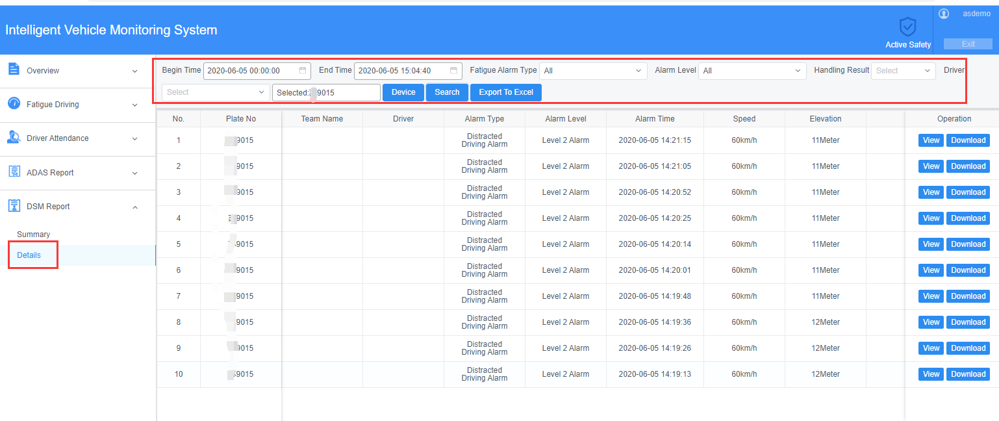 asdemo
Intelligent Vehicle Monitoring System
Active Safety
Exit
Overview
Fatigue Driving
Driver Attendance
ADAS Report
DSM Report
Summary
Details
Begin Time 2020-06-05 00:00:00 End Time 2020-06-05 15:04:40 Fatigue Alarm Type All Alarm Level All Handling Result Select Driver
Select Selected: 9015 Device Search Export To Excel
No. Plate No Team Name Driver Alarm Type Alarm Level Alarm Time Speed Elevation Operation
1 9015 Distracted Driving Alarm Level 2 Alarm 2020-06-05 14:21:15 60km/h 11Meter View Download
2 9015 Distracted Driving Alarm Level 2 Alarm 2020-06-05 14:21:05 60km/h 11Meter View Download
3 9015 Distracted Driving Alarm Level 2 Alarm 2020-06-05 14:20:52 60km/h 11Meter View Download
4 9015 Distracted Driving Alarm Level 2 Alarm 2020-06-05 14:20:25 60km/h 11Meter View Download
5 9015 Distracted Driving Alarm Level 2 Alarm 2020-06-05 14:20:14 60km/h 11Meter View Download
6 9015 Distracted Driving Alarm Level 2 Alarm 2020-06-05 14:20:01 60km/h 11Meter View Download
7 9015 Distracted Driving Alarm Level 2 Alarm 2020-06-05 14:19:48 60km/h 11Meter View Download
8 9015 Distracted Driving Alarm Level 2 Alarm 2020-06-05 14:19:36 60km/h 12Meter View Download
9 9015 Distracted Driving Alarm Level 2 Alarm 2020-06-05 14:19:26 60km/h 12Meter View Download
10 9015 Distracted Driving Alarm Level 2 Alarm 2020-06-05 14:19:13 60km/h 12Meter View Download